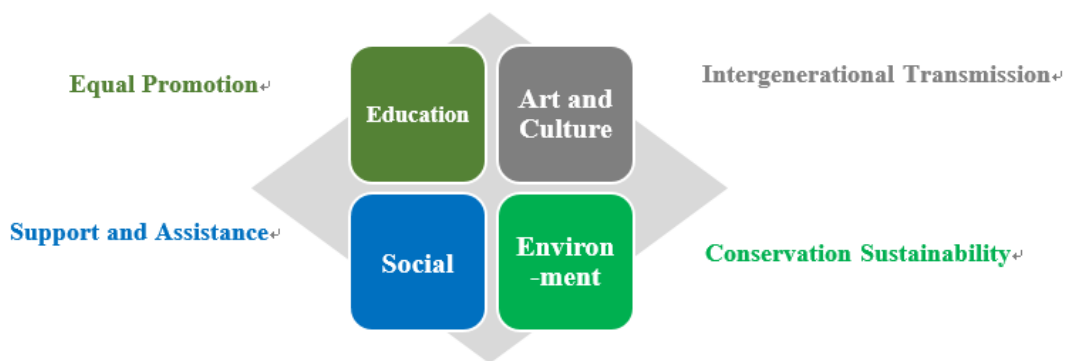 Equal Promotion
Intergenerational Transmission
Education
Art and
Culture
Support and Assistance
Social
Environ
-ment
Conservation Sustainability